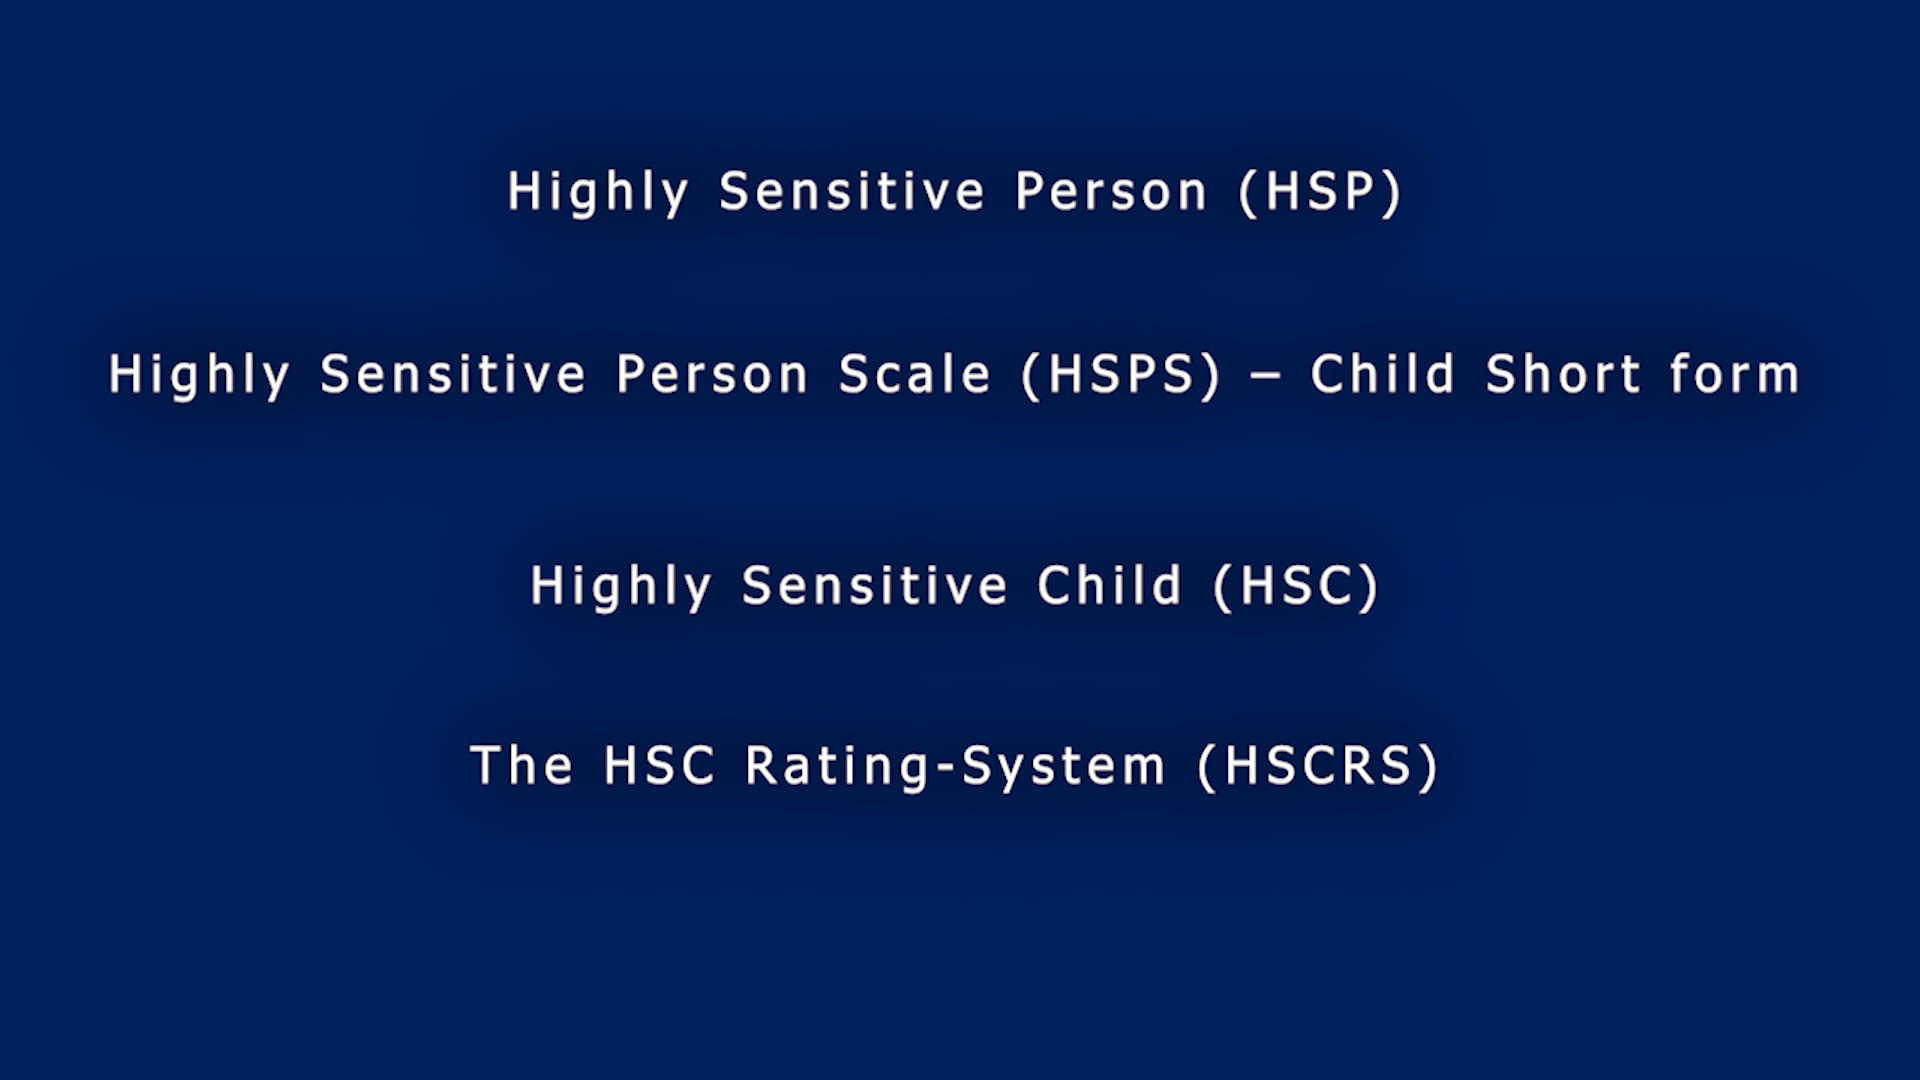 Highly Sensitive Person (HSP)
Highly Sensitive Person Scale (HSPS) – Child Short form
Highly Sensitive Child (HSC)
The HSC Rating-System (HSCRS)